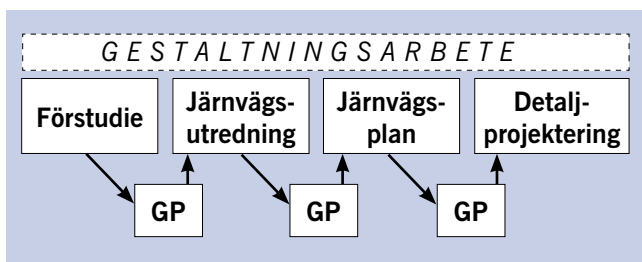 GESTALTNINGSARBETE
Förstudie
Järnvägs-
utredning
Järnvägs-
plan
Detalj-
projektering
GP
GP
GP